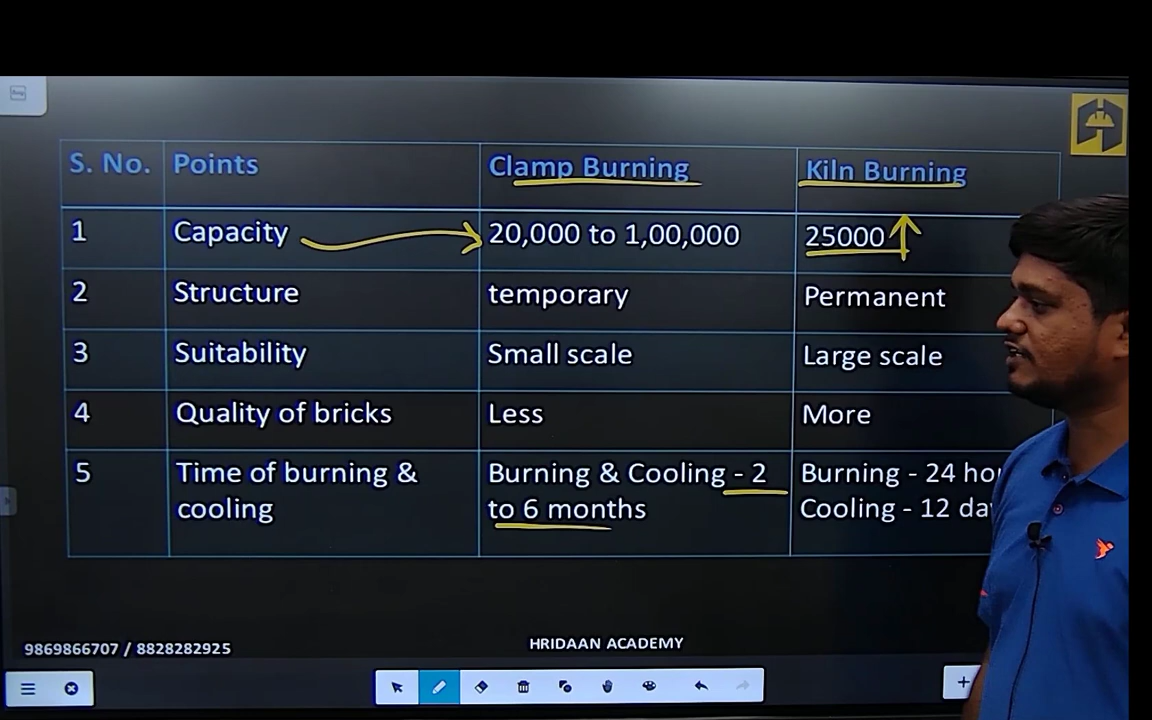 S. No. Points Clamp Burning Kiln Burning
1 Capacity 20,000 to 1,00,000 25000
2 Structure temporary Permanent
3 Suitability Small scale Large scale
4 Quality of bricks Less More
5 Time of burning & Burning & Cooling - 2 Burning - 24
cooling to 6 months Cooling - 12
9869866707 / 8828282925 HRIDAAN ACADEMY